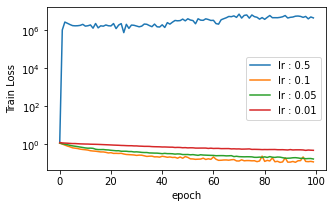 10^6
10^4
10^2
10^0
Train Loss
lr : 0.5
lr : 0.1
lr : 0.05
lr : 0.01
0 20 40 60 80 100
epoch